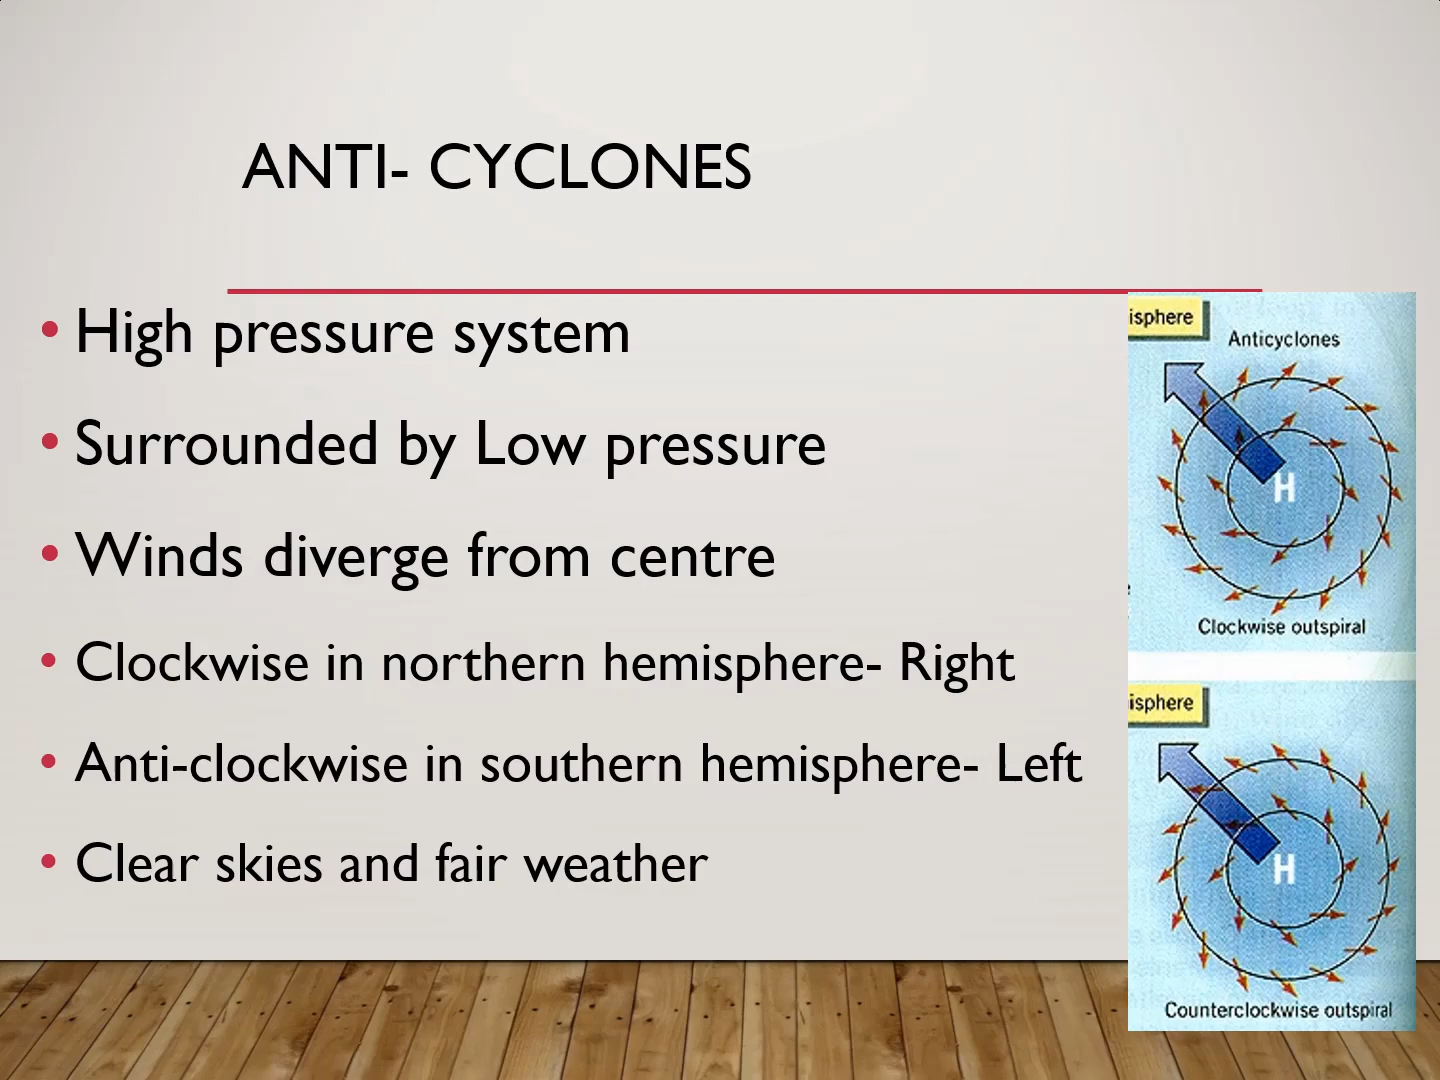 ANTI- CYCLONES
• High pressure system
• Surrounded by Low pressure
• Winds diverge from centre
• Clockwise in northern hemisphere- Right
• Anti-clockwise in southern hemisphere- Left
• Clear skies and fair weather
isphere
Anticyclones
H
Clockwise outspiral
isphere
H
Counterclockwise outspiral